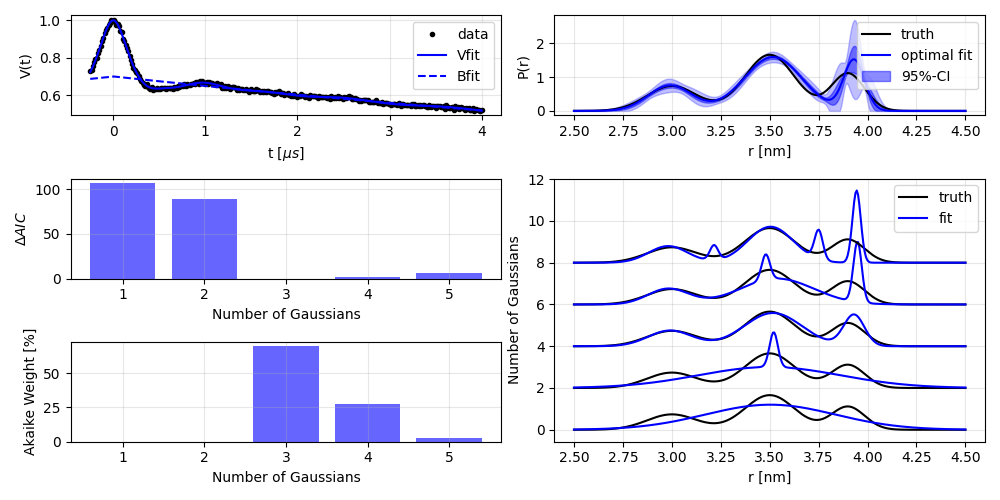 V(t)
1.0
0.8
0.6
0
1
2
3
4
t [μs]
data
Vfit
Bfit
P(r)
2
1
0
2.50
2.75
3.00
3.25
3.50
3.75
4.00
4.25
4.50
r [nm]
truth
optimal fit
95%-CI
ΔAIC
100
50
0
1
2
3
4
5
Number of Gaussians
Akaike Weight [%]
50
25
0
1
2
3
4
5
Number of Gaussians
Number of Gaussians
12
10
8
6
4
2
0
2.50
2.75
3.00
3.25
3.50
3.75
4.00
4.25
4.50
r [nm]
truth
fit